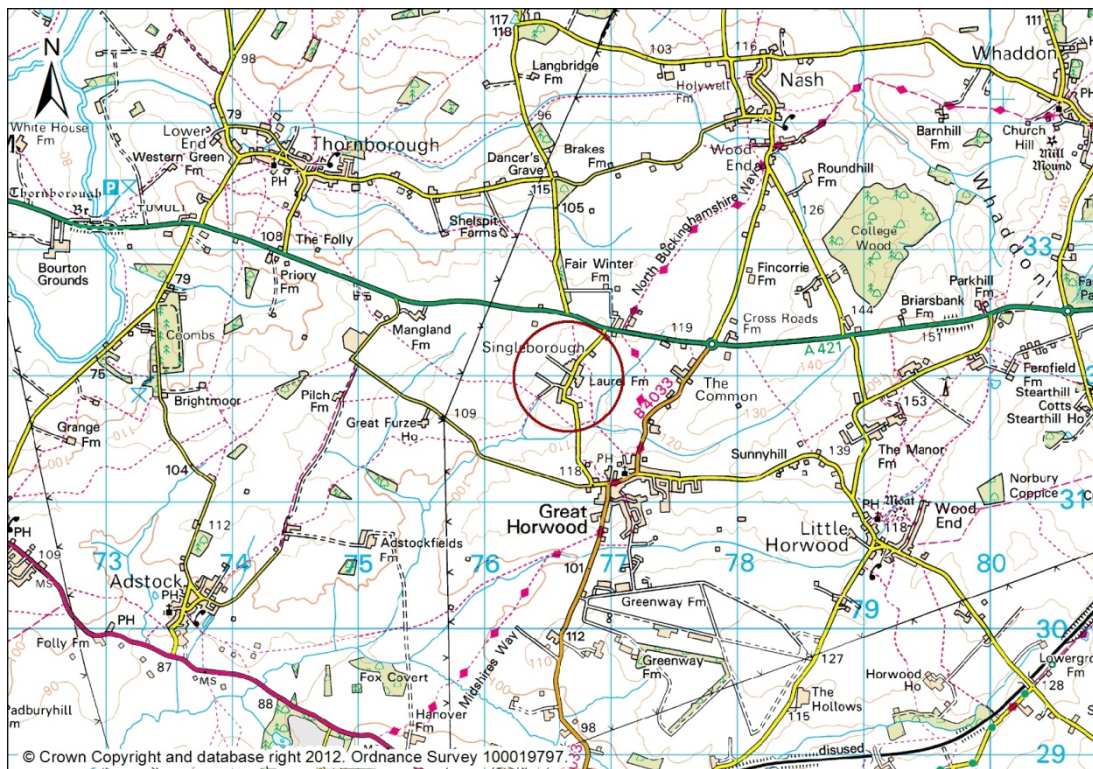 N
117
118
103
116
111
Whaddon
Langbridge
Fm
Nash
98
Holywell
Fm
PH
White House
Fm
79
Lower
End
96
Western Green
Fm
Thornborough
PH
Brakes
Fm
Dancer's
Grave
115
Wood
End
Barnhill
Fm
Church
Hill
Mill
Mound
Roundhill
Fm
Thornborough
Br
P
TUMULI
105
Shelspit
Farms
126
Whaddon
College
Wood
33
108
The Folly
Bourton
Grounds
79
Priory
Fm
Fair Winter
Fm
North Buckinghamshire Way
Fincorrie
Parkhill
Fm
Briarsbank
Coombs
Mangland
Fm
119
Cross Roads
Fm
144
A 421
151
Singleborough
75
Laurel Fm
B4033
The
Common
140
150
Fernfield
Fm
Stearthill
Cotts
Stearthill Ho
Brightmoor
Pilch
Fm
109
153
Grange
Fm
Great Furze
Ho
130
120
139
The Manor
Fm
104
118
PH
Sunnyhill
Norbury
Coppice
31
112
Great
Horwood
PH
Moat
118
Wood
End
Little
Horwood
PH
109
73
74
75
76
77
78
80
MS
Adstock
PH
Adstockfields
Fm
101
79
Greenway Fm
30
Folly Fm
PH
87
MS
112
110
127
Lowergro
Fm
128
Fox Covert
Midshires Way
Greenway
Fm
Horwood
Ho
88
The
Hollows
115
Padburyhill
Hanover
Fm
98
disused
29
© Crown Copyright and database right 2012. Ordnance Survey 100019797.